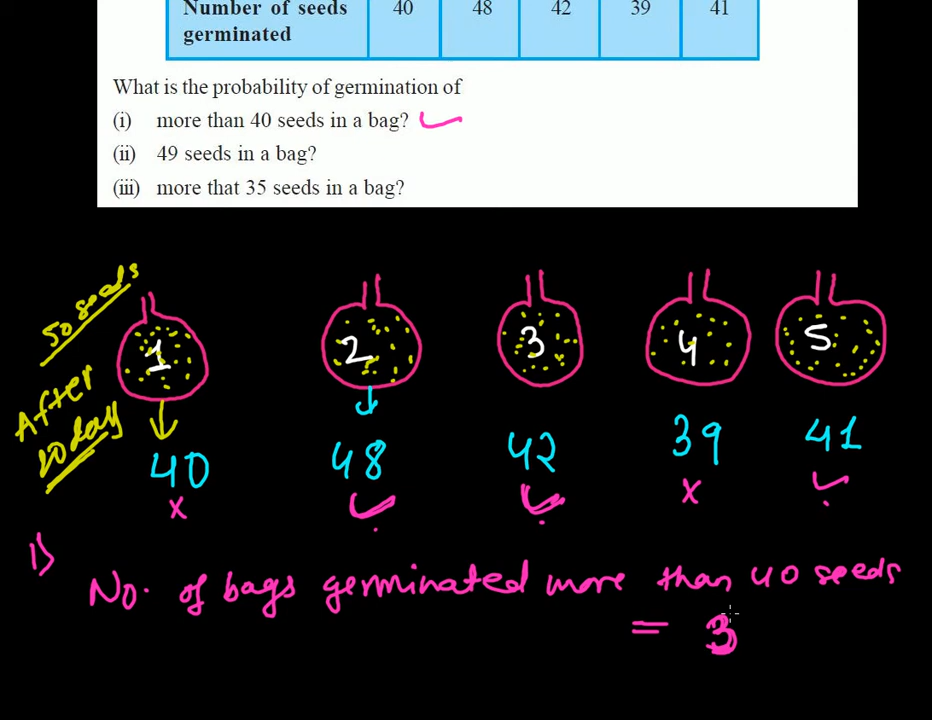 Number of seeds germinated 40 48 42 39 41
What is the probability of germination of
(i) more than 40 seeds in a bag?
(ii) 49 seeds in a bag?
(iii) more that 35 seeds in a bag?
50 seeds
After
20 days
1 2 3 4 5
40 48 42 39 41
1)
No. of bags germinated more than 40 seeds
= 3